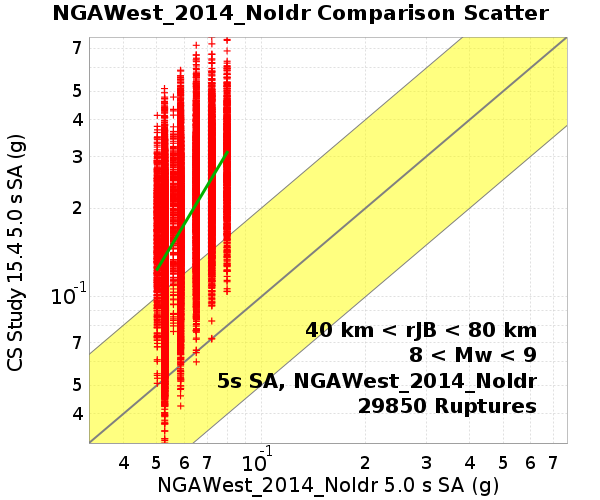 NGAWest_2014_NoIdr Comparison Scatter
CS Study 15.4 5.0 s SA (g)
7
5
4
3
2
10-1
7
5
4
40 km < rJB < 80 km
8 < Mw < 9
5s SA, NGAWest_2014_NoIdr
29850 Ruptures
4 5 6 7 10-1 2 3 4 5 6 7
NGAWest_2014_NoIdr 5.0 s SA (g)